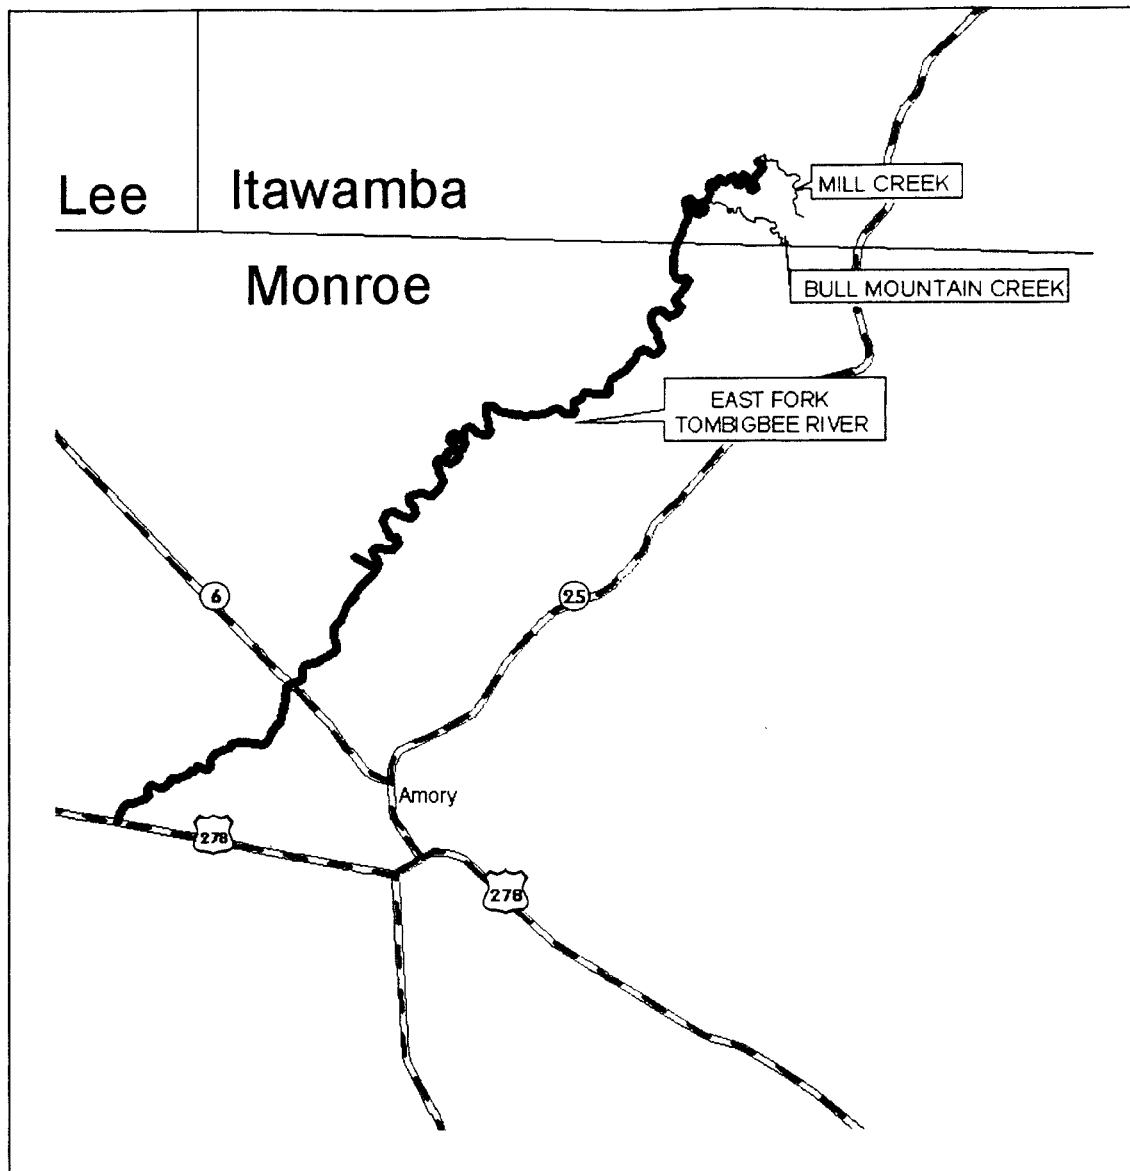 Lee
Itawamba
MILL CREEK
Monroe
BULL MOUNTAIN CREEK
EAST FORK
TOMBIGBEE RIVER
6
25
Amory
278
278